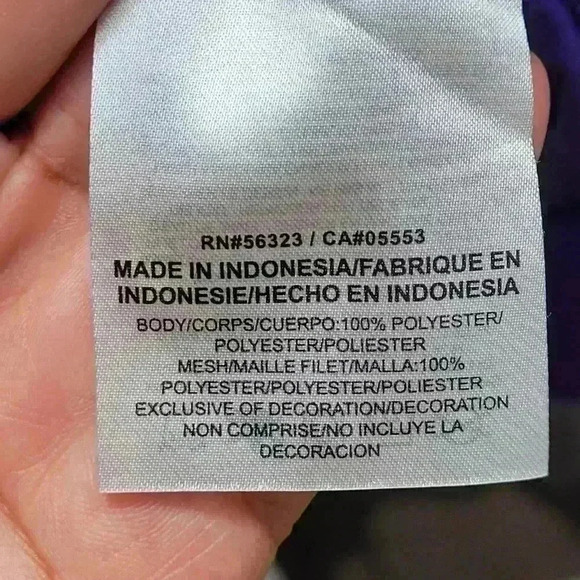 RN#56323 / CA#05553
MADE IN INDONESIA/FABRIQUE EN
INDONESIE/HECHO EN INDONESIA
BODY/CORPS/CUERPO:100% POLYESTER/
POLYESTER/POLIESTER
MESH/MAILLE FILET/MALLA:100%
POLYESTER/POLYESTER/POLIESTER
EXCLUSIVE OF DECORATION/DECORATION
NON COMPRISE/NO INCLUYE LA
DECORACION